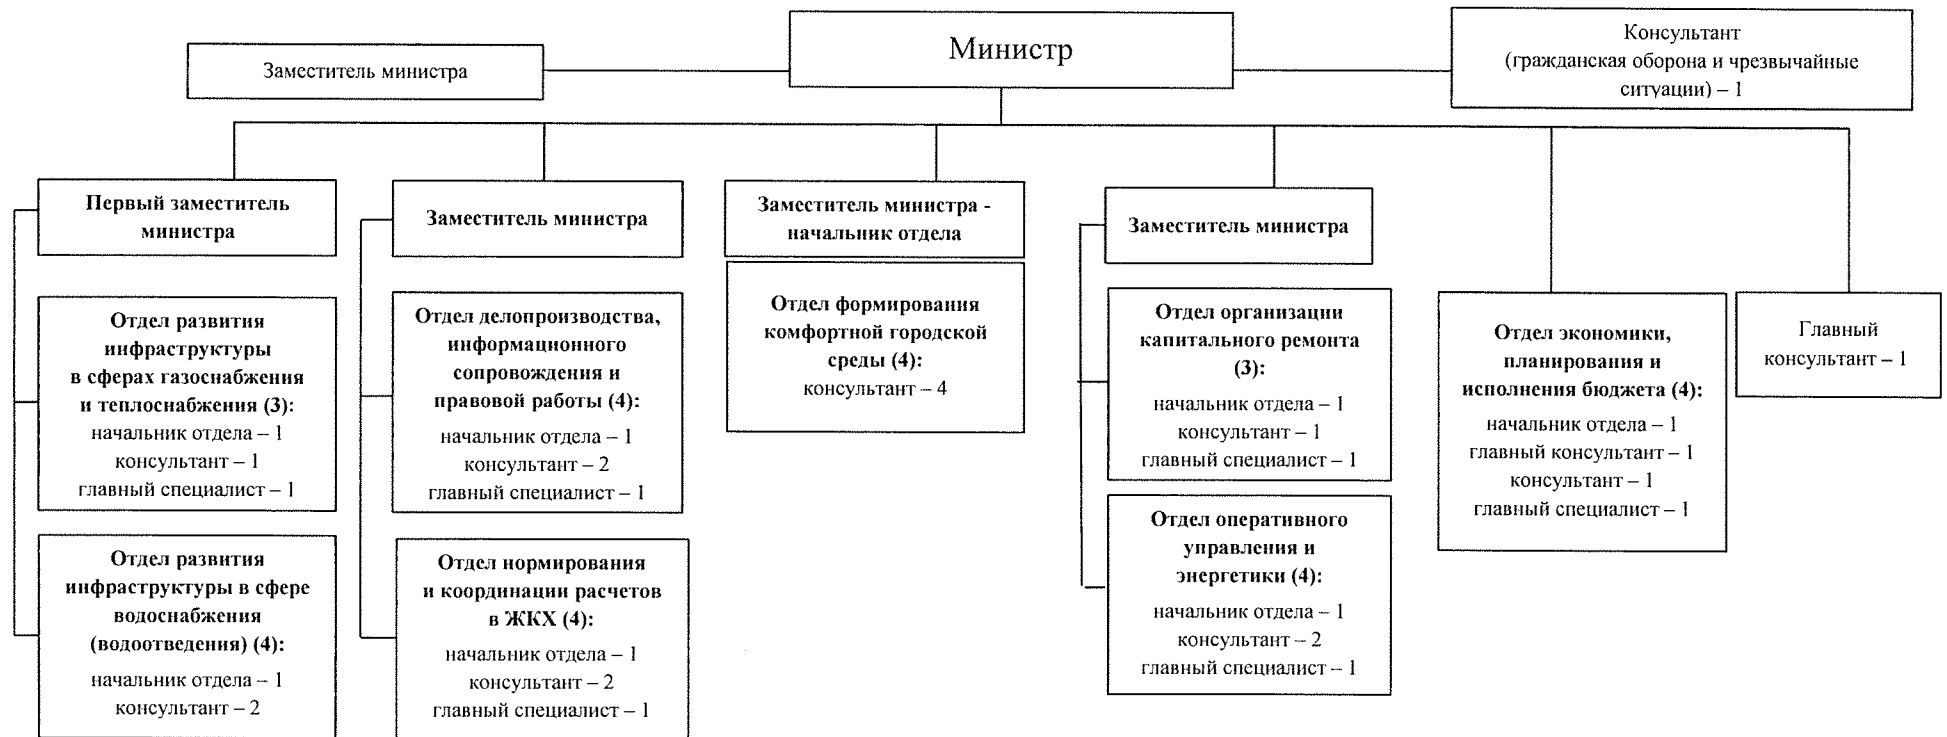 Министр
Заместитель министра
Консультант
(гражданская оборона и чрезвычайные
ситуации) – 1
Первый заместитель
министра
Отдел развития
инфраструктуры
в сферах газоснабжения
и теплоснабжения (3):
начальник отдела – 1
консультант – 1
главный специалист – 1
Отдел развития
инфраструктуры в сфере
водоснабжения
(водоотведения) (4):
начальник отдела – 1
консультант – 2
Заместитель министра
Отдел делопроизводства,
информационного
сопровождения и
правовой работы (4):
начальник отдела – 1
консультант – 2
главный специалист – 1
Отдел нормирования
и координации расчетов
в ЖКХ (4):
начальник отдела – 1
консультант – 2
главный специалист – 1
Заместитель министра -
начальник отдела
Отдел формирования
комфортной городской
среды (4):
консультант – 4
Заместитель министра
Отдел организации
капитального ремонта
(3):
начальник отдела – 1
консультант – 1
главный специалист – 1
Отдел оперативного
управления и
энергетики (4):
начальник отдела – 1
консультант – 2
главный специалист – 1
Отдел экономики,
планирования и
исполнения бюджета (4):
начальник отдела – 1
главный консультант – 1
консультант – 1
главный специалист – 1
Главный
консультант – 1